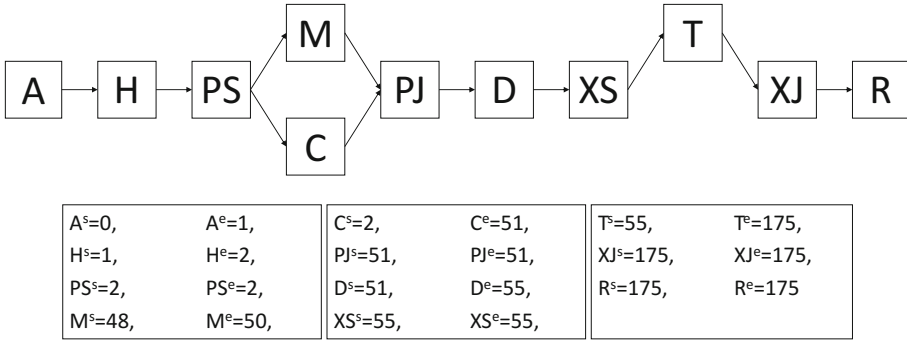 M
T
A H PS PJ D XS XJ R
C
Aˢ=0, Aᵉ=1,
Hˢ=1, Hᵉ=2,
PSˢ=2, PSᵉ=2,
Mˢ=48, Mᵉ=50,
Cˢ=2, Cᵉ=51,
PJˢ=51, PJᵉ=51,
Dˢ=51, Dᵉ=55,
XSˢ=55, XSᵉ=55,
Tˢ=55, Tᵉ=175,
XJˢ=175, XJᵉ=175,
Rˢ=175, Rᵉ=175